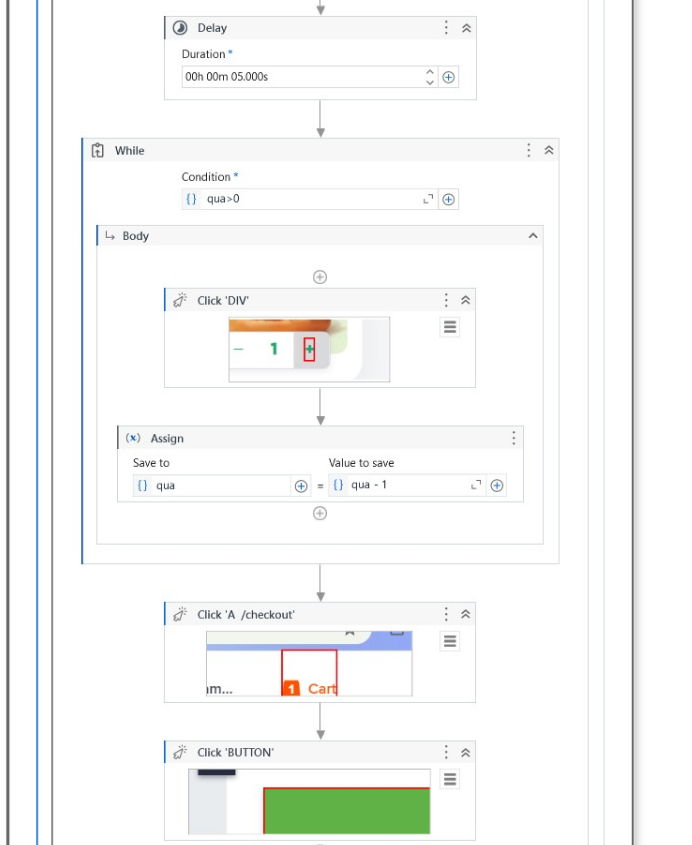 Delay
Duration *
00h 00m 05.000s
While
Condition *
{} qua>0
Body
Click 'DIV'
– 1 +
(x) Assign
Save to Value to save
{} qua = {} qua - 1
Click 'A /checkout'
ım... 1 Cart
Click 'BUTTON'